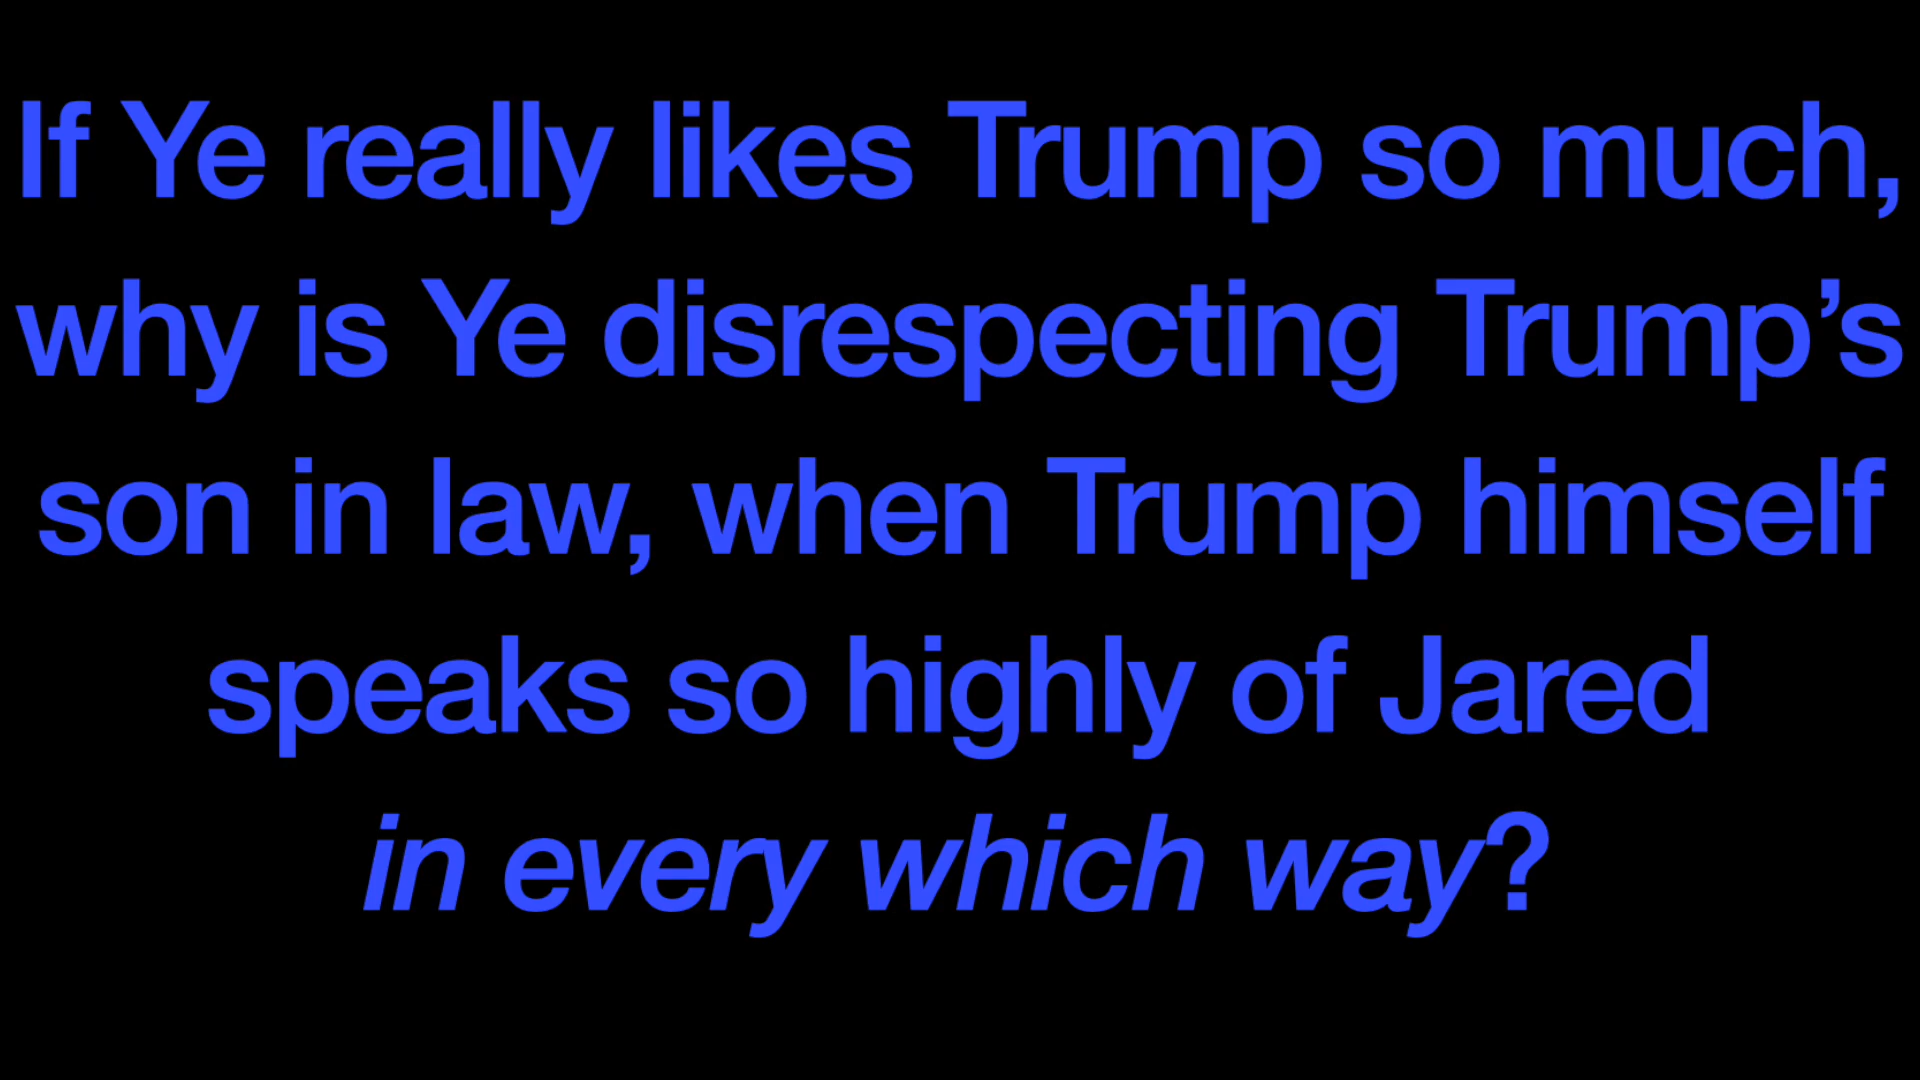 If Ye really likes Trump so much,
why is Ye disrespecting Trump’s
son in law, when Trump himself
speaks so highly of Jared
in every which way?